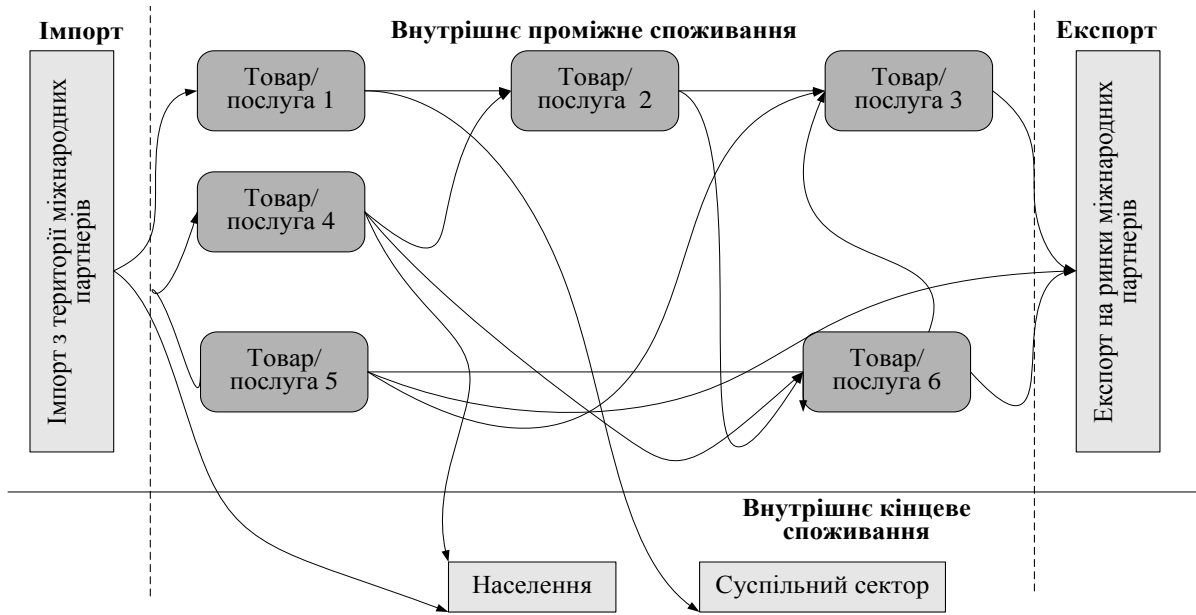 Імпорт
Внутрішнє проміжне споживання
Експорт
Імпорт з території міжнародних
партнерів
Товар/
послуга 1
Товар/
послуга 2
Товар/
послуга 3
Товар/
послуга 4
Товар/
послуга 5
Товар/
послуга 6
Експорт на ринки міжнародних
партнерів
Внутрішнє кінцеве
споживання
Населення
Суспільний сектор